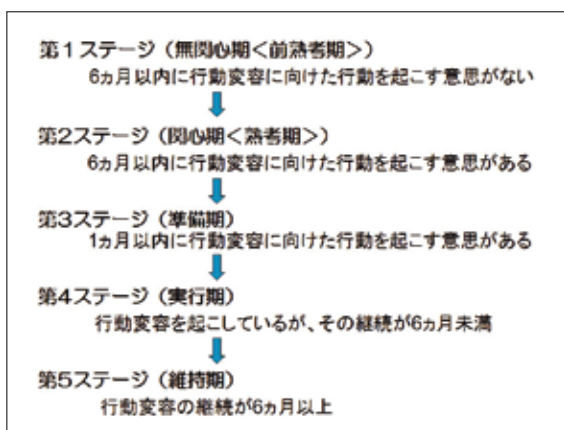 第1ステージ（無関心期＜前熟考期＞）
6ヵ月以内に行動変容に向けた行動を起こす意思がない
第2ステージ（関心期＜熟考期＞）
6ヵ月以内に行動変容に向けた行動を起こす意思がある
第3ステージ（準備期）
1ヵ月以内に行動変容に向けた行動を起こす意思がある
第4ステージ（実行期）
行動変容を起こしているが、その継続が6ヵ月未満
第5ステージ（維持期）
行動変容の継続が6ヵ月以上